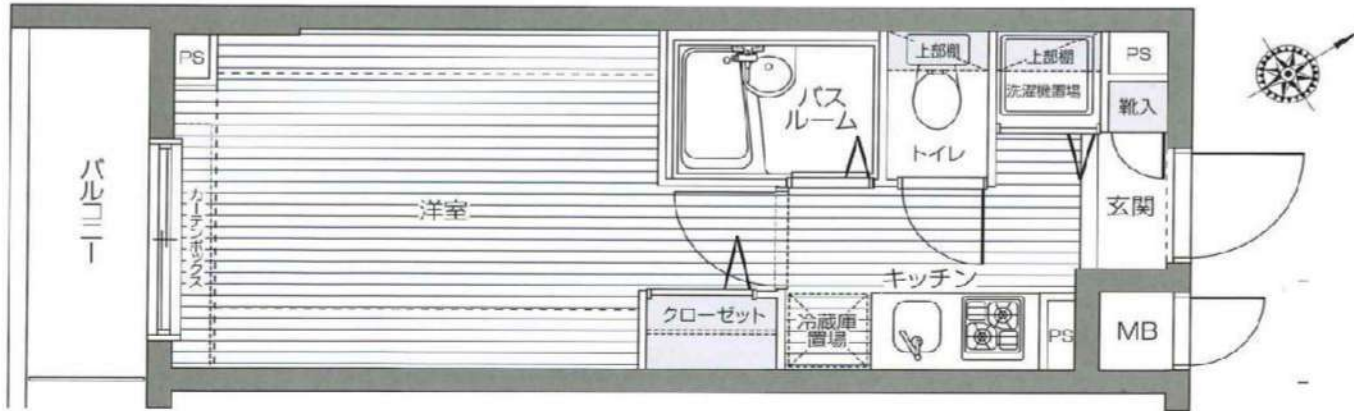 PS
上部棚
上部棚
PS
洗濯機置場
バス
ルーム
靴入
トイレ
バルコニー
カーテンボックス
洋室
玄関
キッチン
クローゼット
冷蔵庫
置場
PS
MB